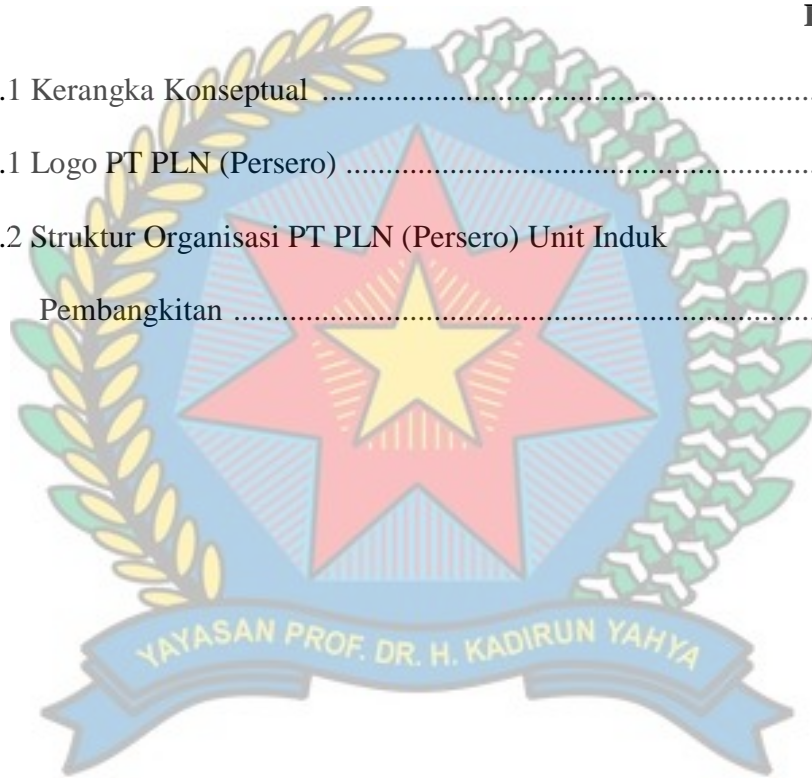 .1 Kerangka Konseptual ........................................................
.1 Logo PT PLN (Persero) .....................................................
.2 Struktur Organisasi PT PLN (Persero) Unit Induk
Pembangkitan .................................................................
YAYASAN PROF. DR. H. KADIRUN YAHYA